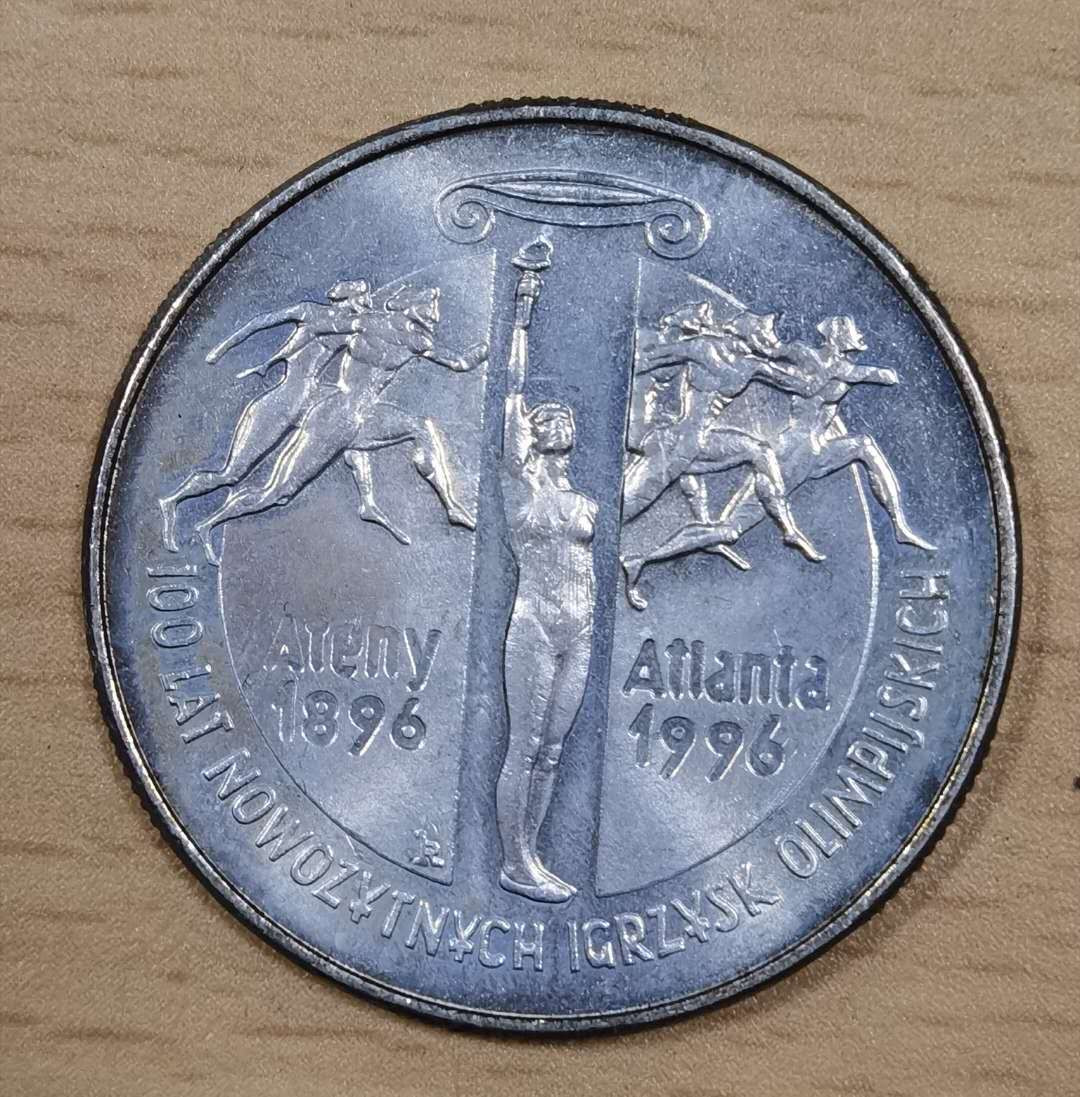 Ateny
1896
Atlanta
1996
100 LAT NOWOŻYTNYCH IGRZYSK OLIMPIJSKICH